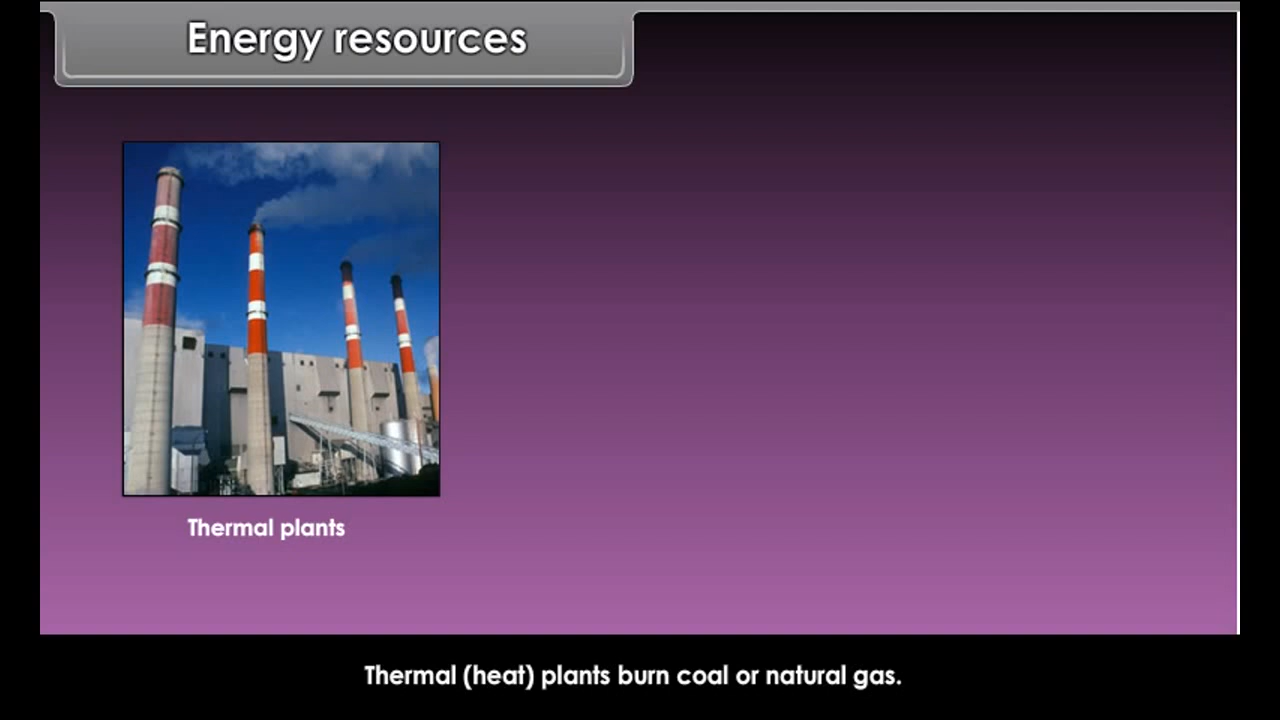 Energy resources
Thermal plants
Thermal (heat) plants burn coal or natural gas.